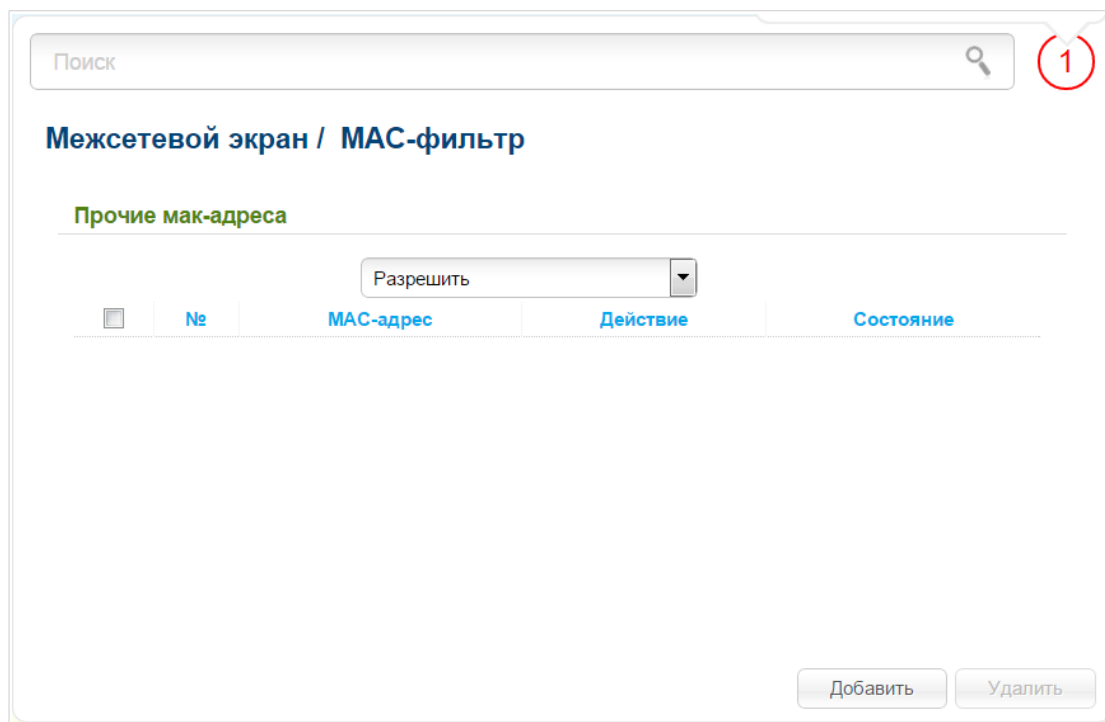 Поиск
1
Межсетевой экран / MAC-фильтр
Прочие мак-адреса
Разрешить
№ MAC-адрес Действие Состояние
Добавить Удалить